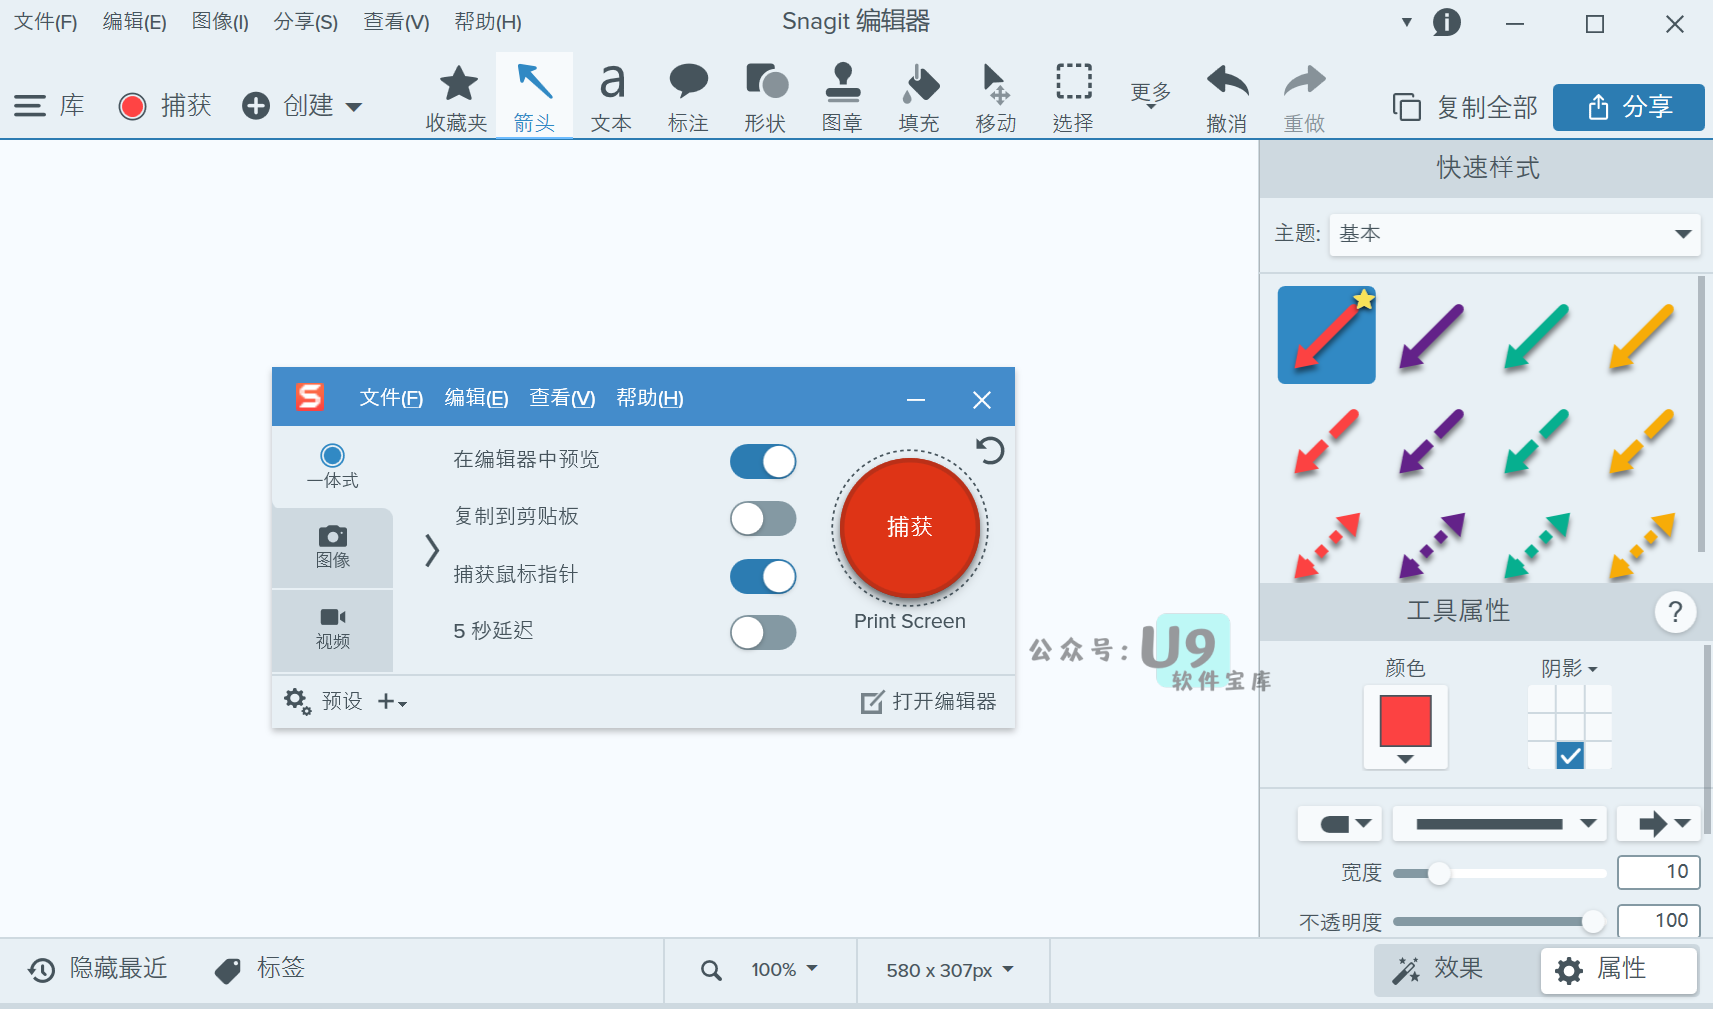 文件(F) 编辑(E) 图像(I) 分享(S) 查看(V) 帮助(H) Snagit 编辑器
库 捕获 创建 收藏夹 箭头 a 文本 标注 形状 图章 填充 移动 选择 更多 撤消 重做 复制全部 分享
快速样式
主题: 基本
文件(F) 编辑(E) 查看(V) 帮助(H)
一体式
图像
视频
在编辑器中预览
复制到剪贴板
捕获鼠标指针
5 秒延迟
捕获
Print Screen
预设 打开编辑器
公众号: U9
软件宝库
工具属性 ?
颜色 阴影
宽度 10
不透明度 100
隐藏最近 标签 100% 580 x 307px 效果 属性